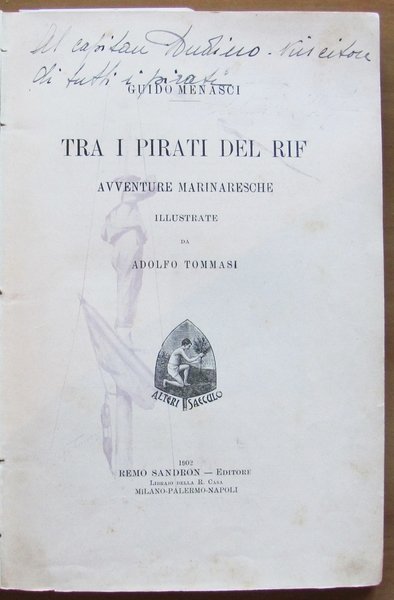 Al capitan Dudino - Vincitore
di tutti i pirati
GUIDO MENASCI
TRA I PIRATI DEL RIF
AVVENTURE MARINARESCHE
ILLUSTRATE
DA
ADOLFO TOMMASI
ALTERI SAECULO
1902
REMO SANDRON — EDITORE
LIBRAIO DELLA R. CASA
MILANO-PALERMO-NAPOLI